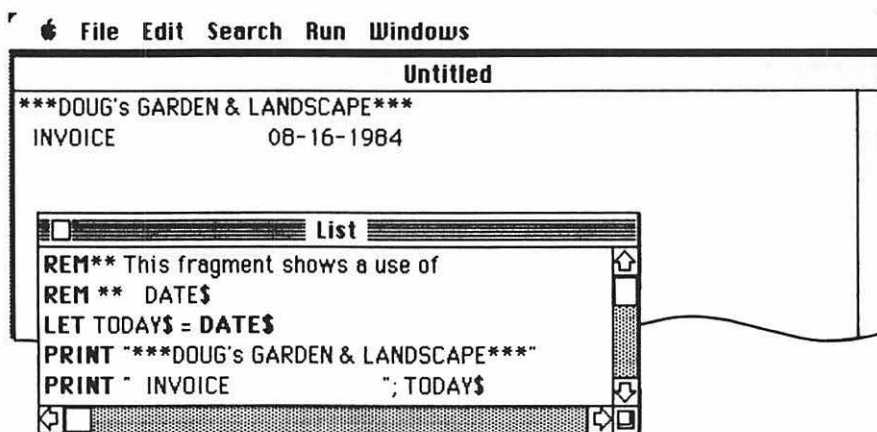 File Edit Search Run Windows
Untitled
***DOUG's GARDEN & LANDSCAPE***
INVOICE 08-16-1984
List
REM** This fragment shows a use of
REM ** DATE$
LET TODAY$ = DATE$
PRINT "***DOUG's GARDEN & LANDSCAPE***"
PRINT " INVOICE "; TODAY$